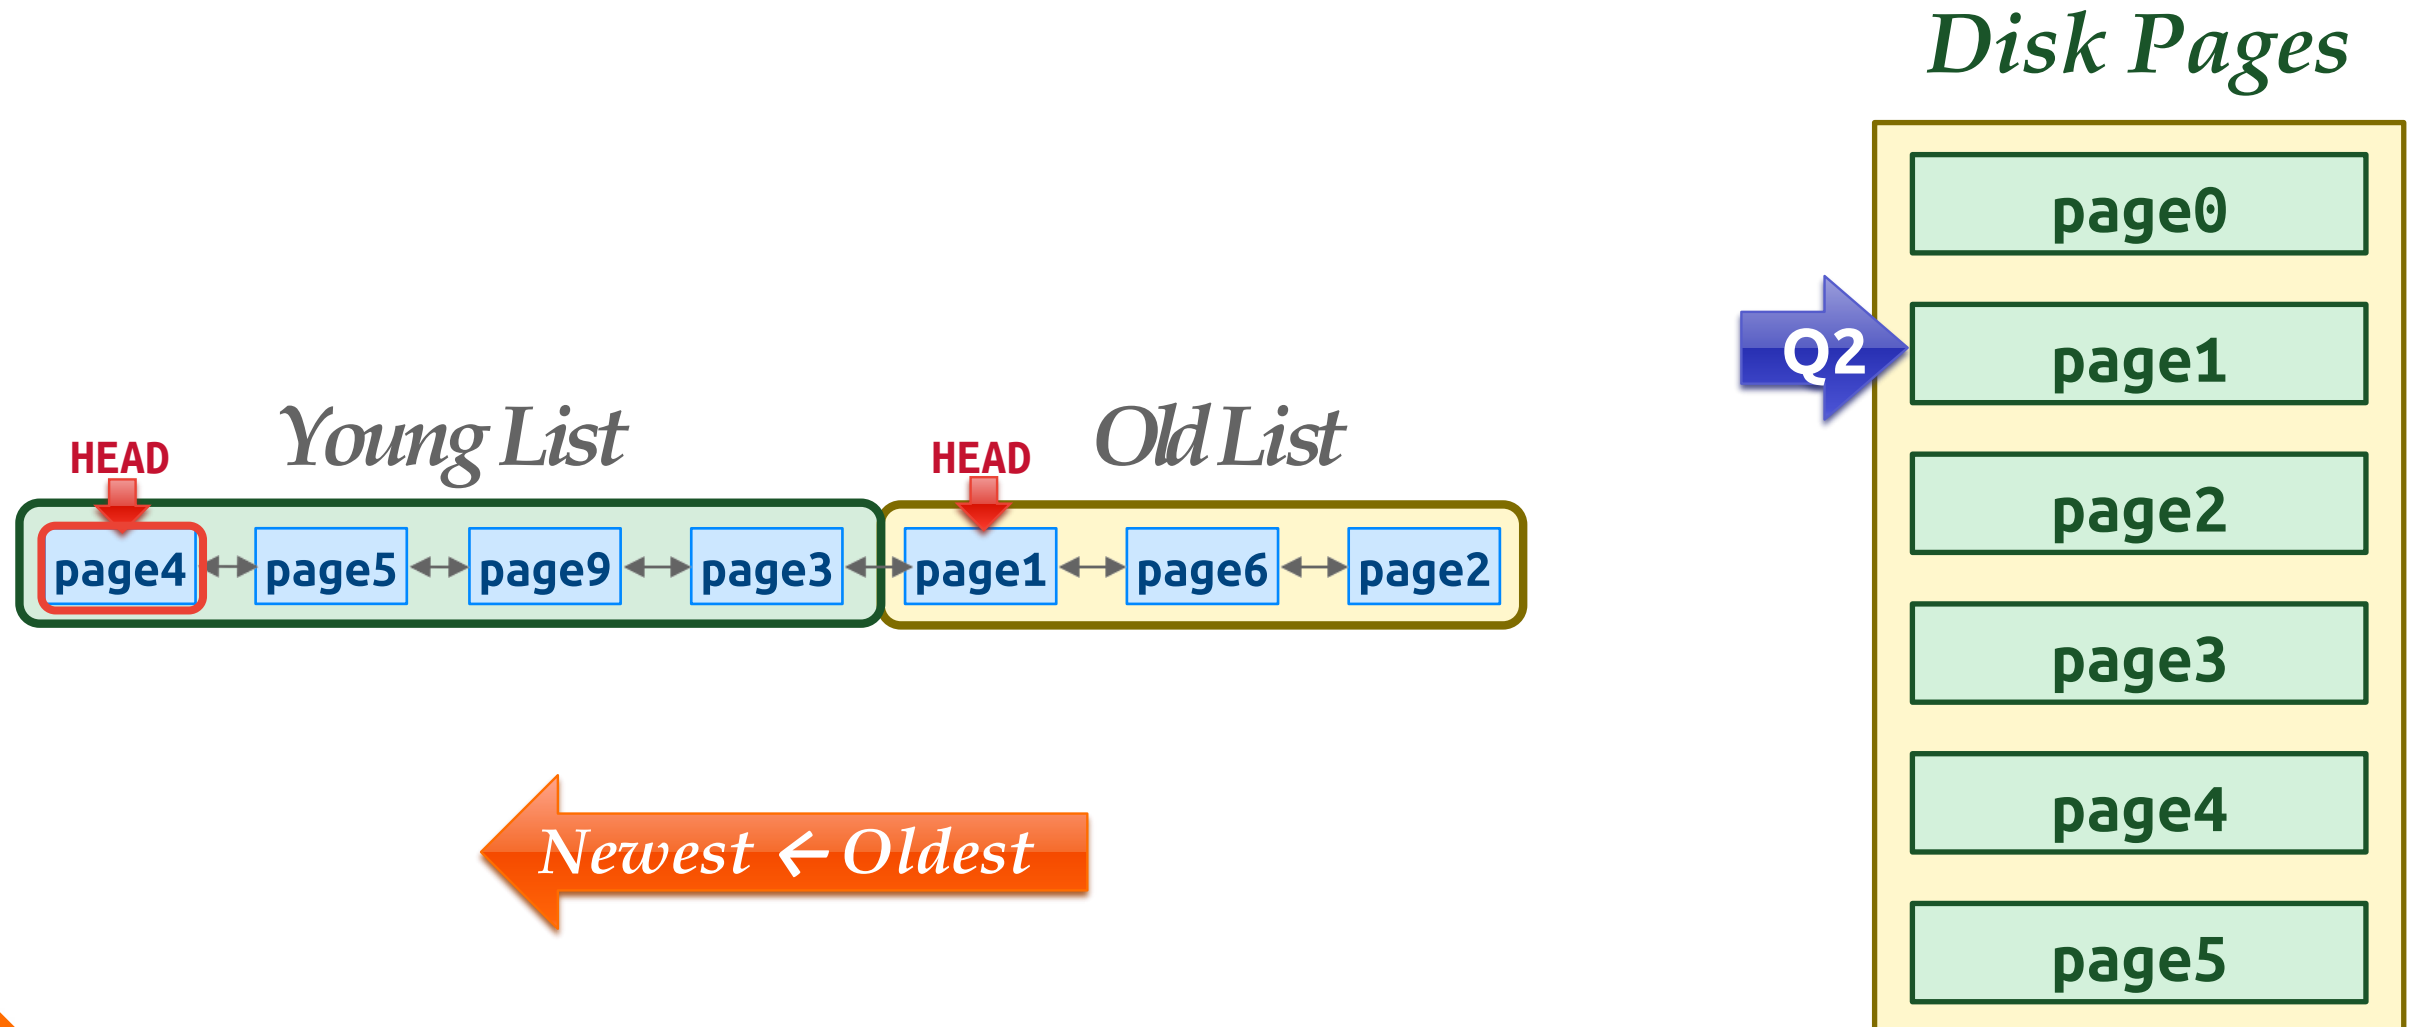 Disk Pages
page0
Q2
page1
page2
page3
page4
page5
Young List
Old List
HEAD
HEAD
page4
page5
page9
page3
page1
page6
page2
Newest ← Oldest